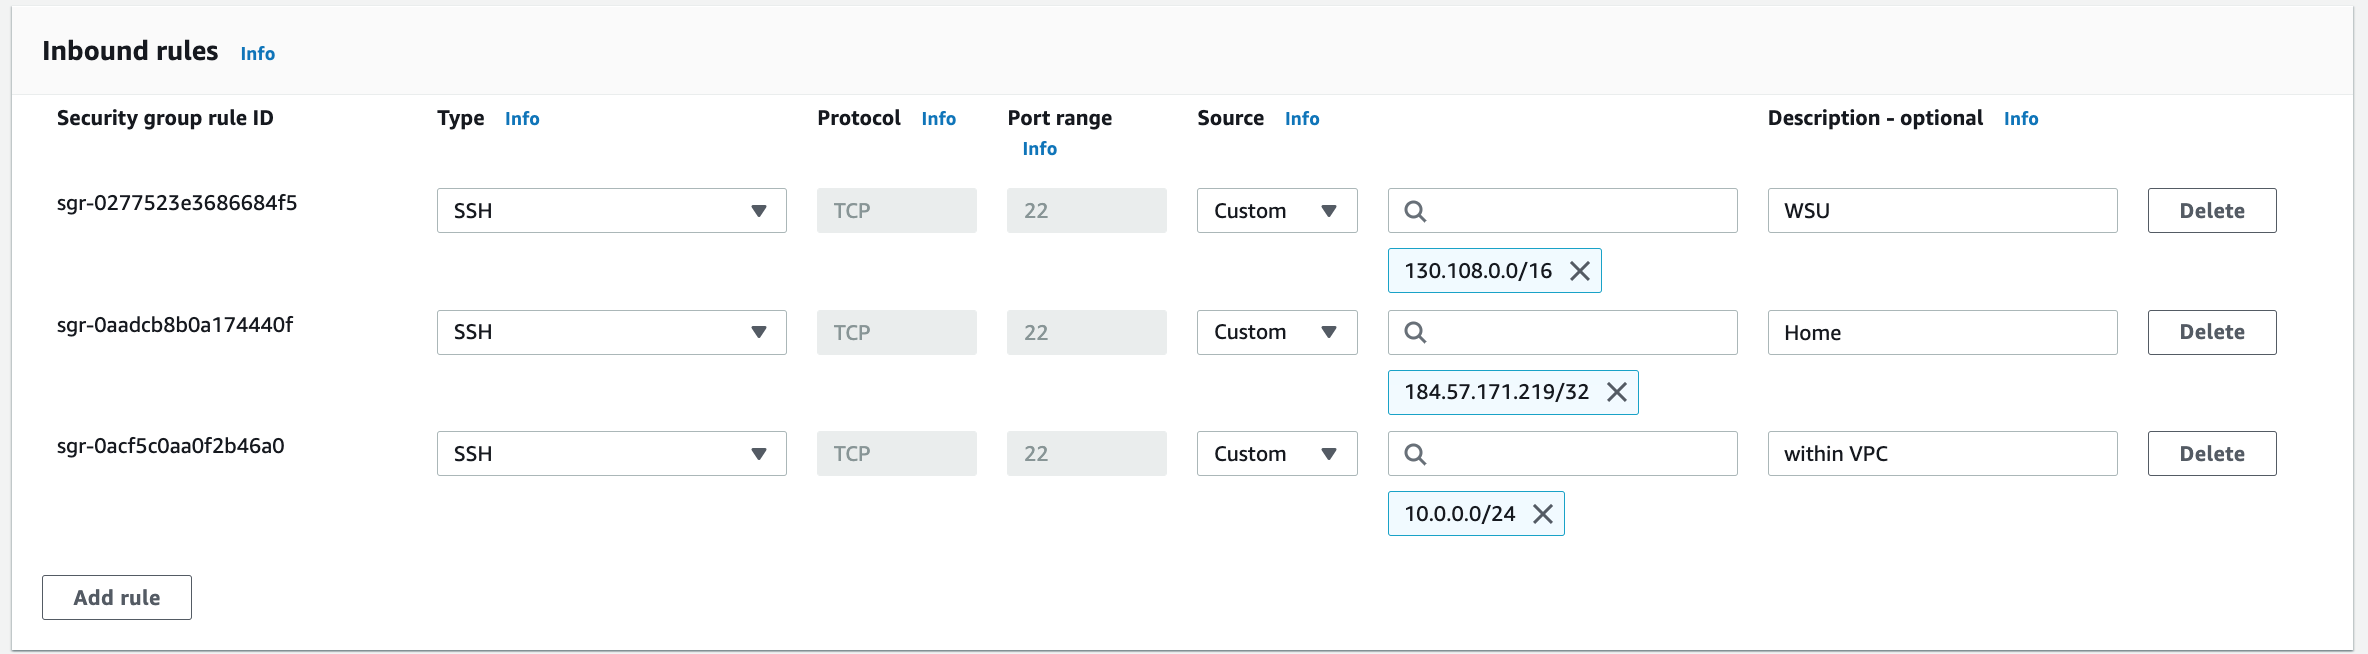 Inbound rules Info
Security group rule ID Type Info Protocol Info Port range Info Source Info Description - optional Info
sgr-0277523e3686684f5 SSH TCP 22 Custom WSU Delete
130.108.0.0/16
sgr-0aadcb8b0a174440f SSH TCP 22 Custom Home Delete
184.57.171.219/32
sgr-0acf5c0aa0f2b46a0 SSH TCP 22 Custom within VPC Delete
10.0.0.0/24
Add rule